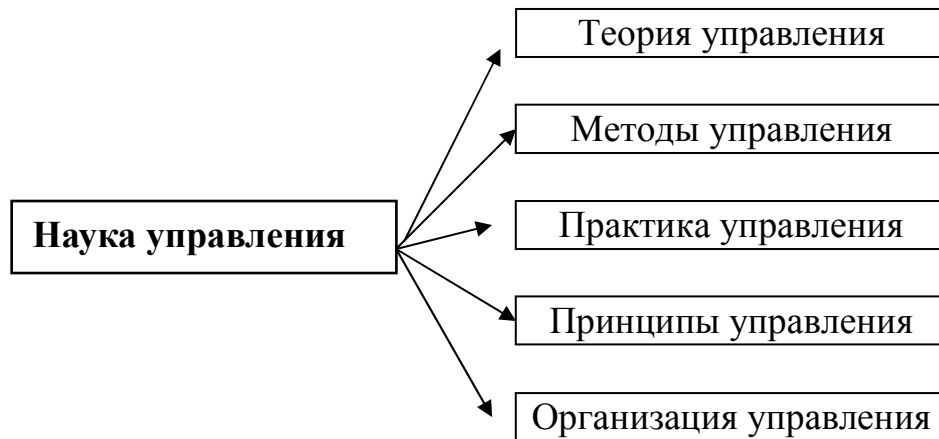 Теория управления
Методы управления
Наука управления
Практика управления
Принципы управления
Организация управления